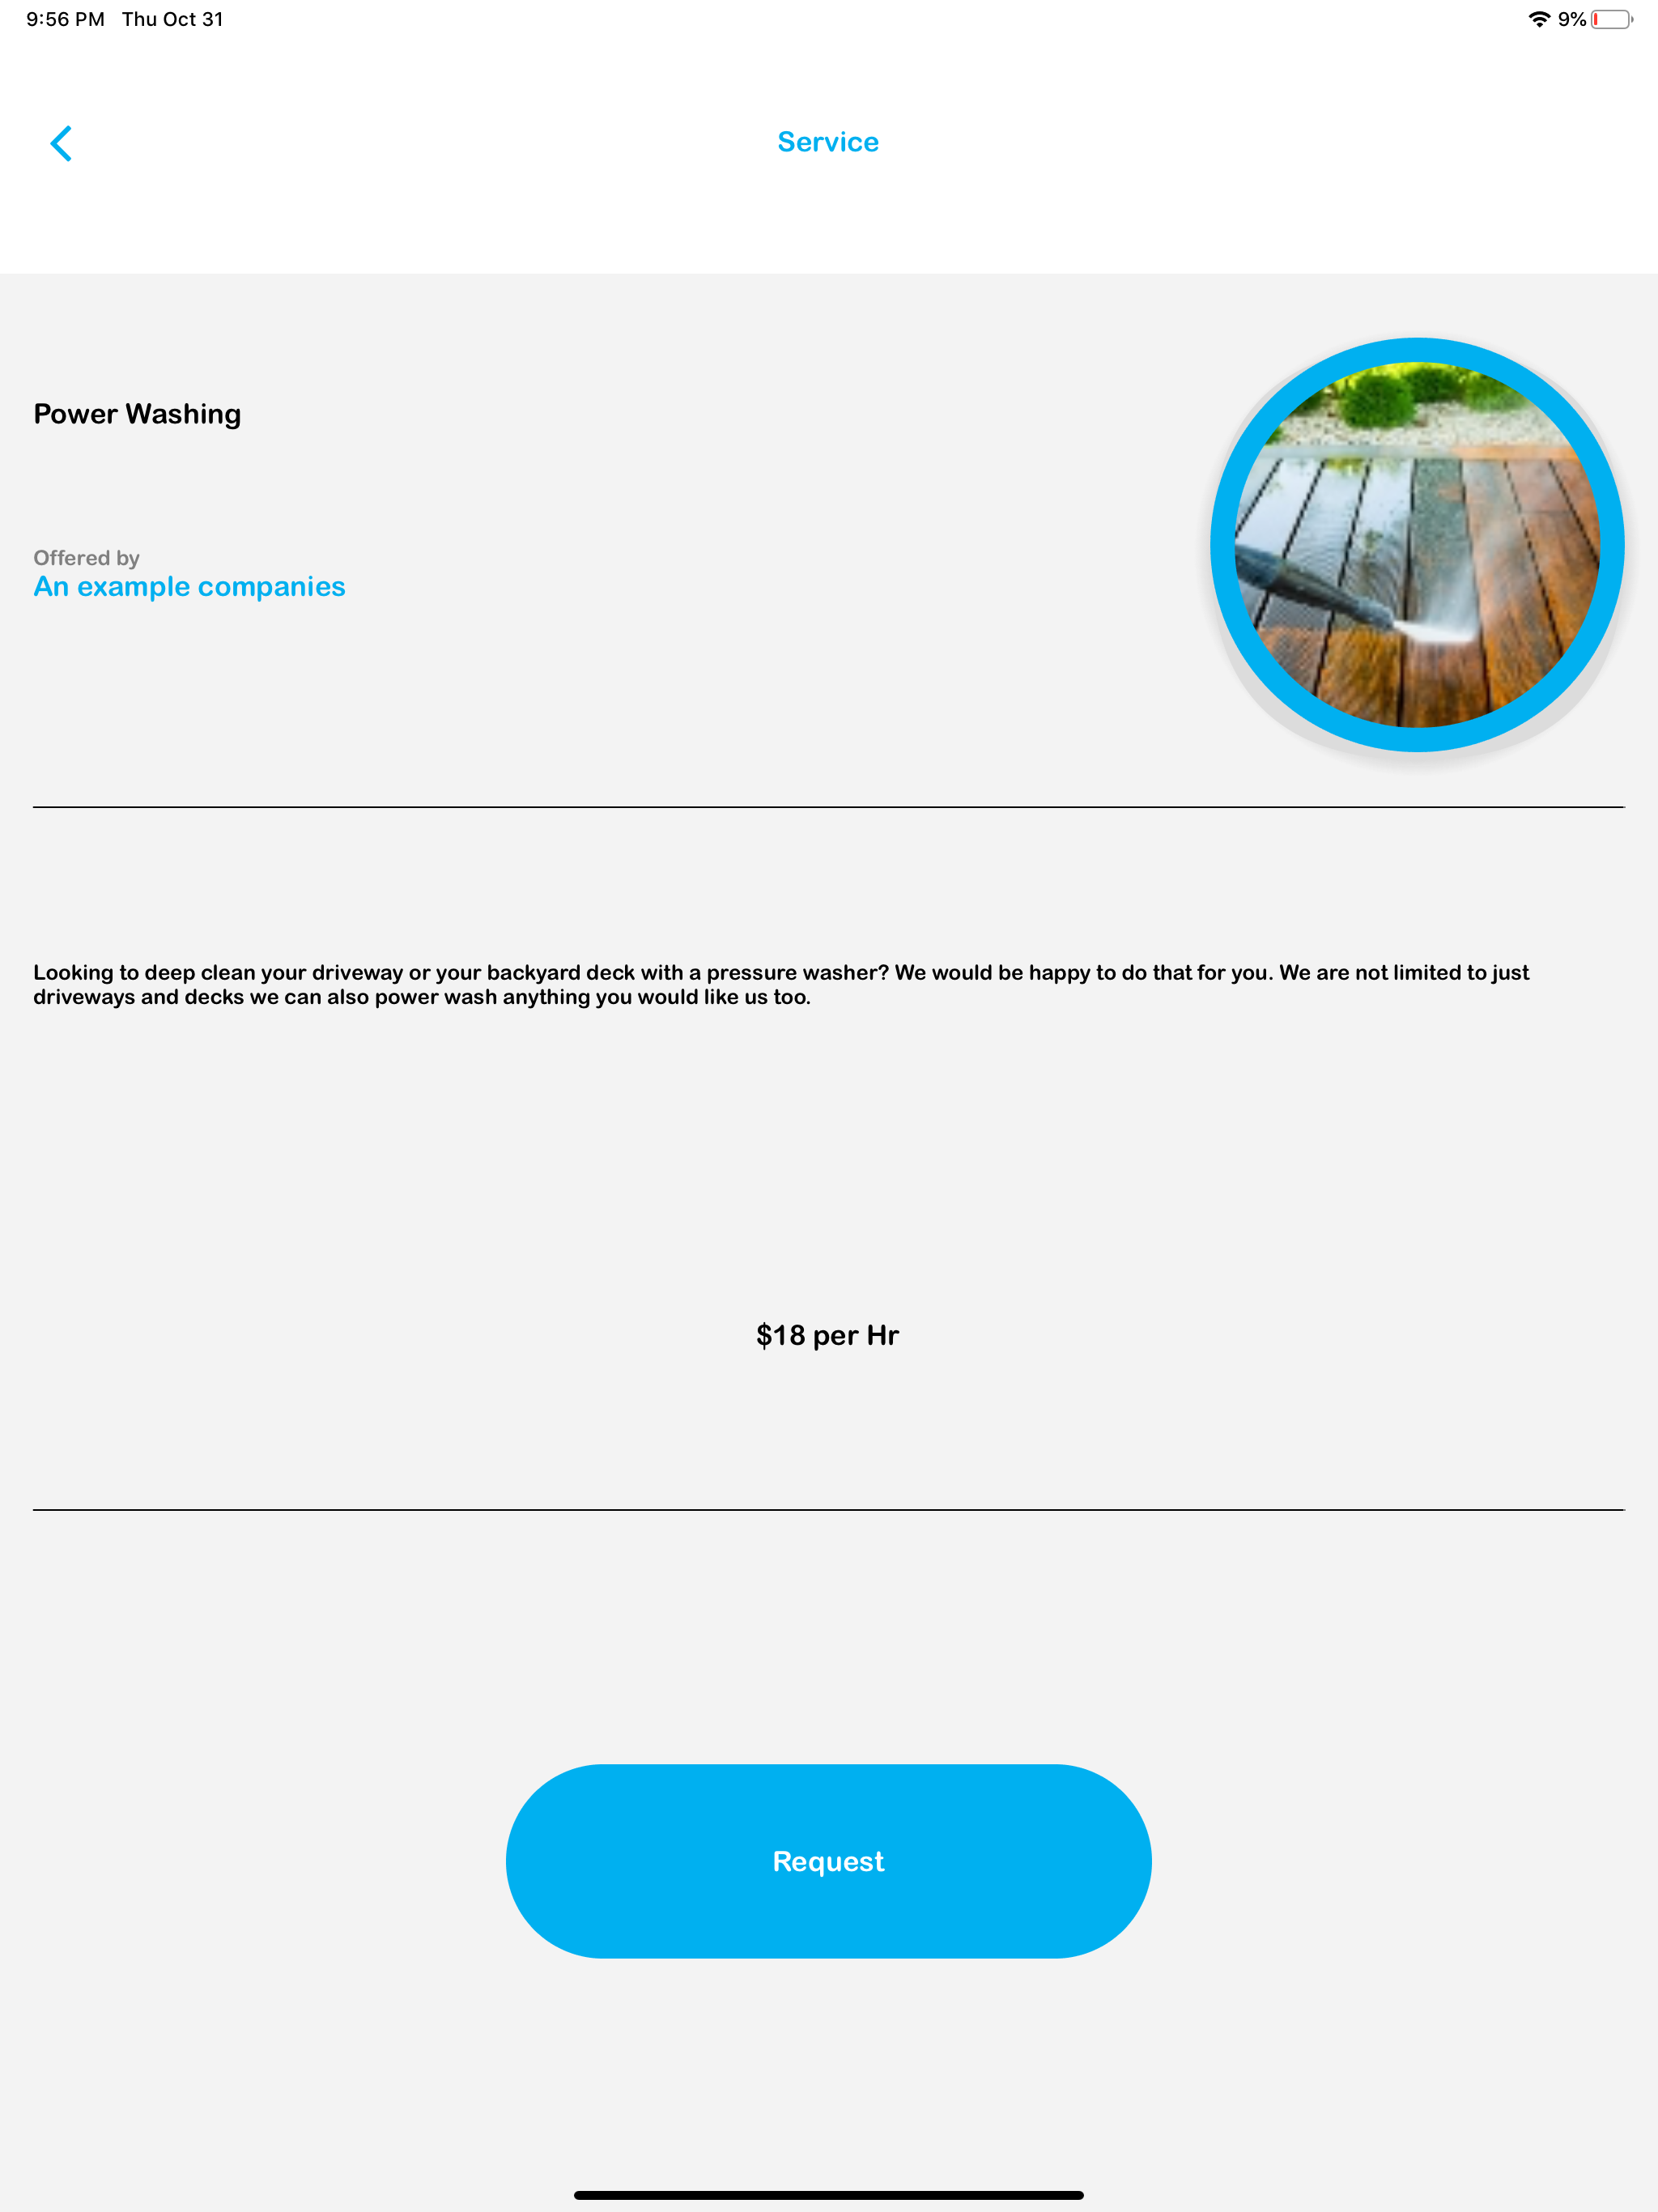 9:56 PM Thu Oct 31 9%
Service
Power Washing
Offered by
An example companies
Looking to deep clean your driveway or your backyard deck with a pressure washer? We would be happy to do that for you. We are not limited to just
driveways and decks we can also power wash anything you would like us too.
$18 per Hr
Request